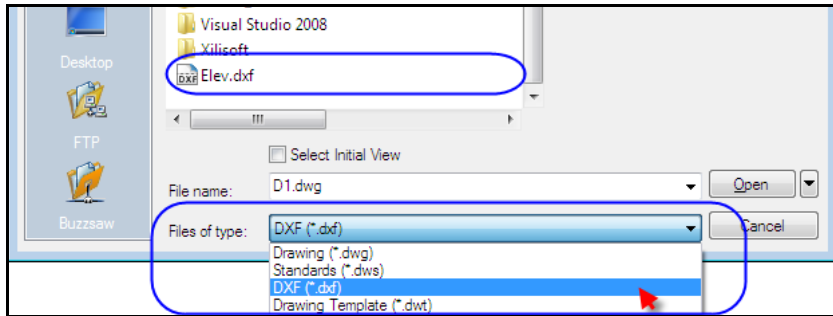 Visual Studio 2008
Xilisoft
Desktop
DXF Elev.dxf
FTP
Select Initial View
File name: D1.dwg Open
Buzzsaw
Files of type: DXF (*.dxf) Cancel
Drawing (*.dwg)
Standards (*.dws)
DXF (*.dxf)
Drawing Template (*.dwt)